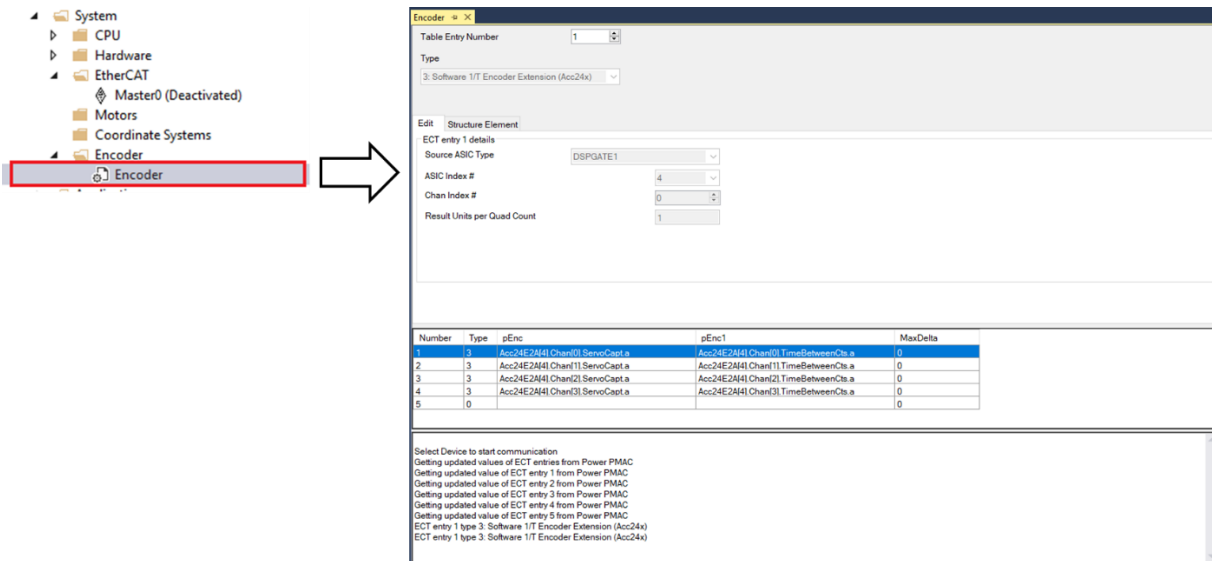 System
CPU
Hardware
EtherCAT
Master0 (Deactivated)
Motors
Coordinate Systems
Encoder
Encoder
Encoder
Table Entry Number 1
Type
3: Software 1/T Encoder Extension (Acc24x)
Edit Structure Element
ECT entry 1 details
Source ASIC Type DSPGATE1
ASIC Index # 4
Chan Index # 0
Result Units per Quad Count 1
Number Type pEnc pEnc1 MaxDelta
1 3 Acc24E2A[4].Chan[0].ServoCapt.a Acc24E2A[4].Chan[0].TimeBetweenCts.a 0
2 3 Acc24E2A[4].Chan[1].ServoCapt.a Acc24E2A[4].Chan[1].TimeBetweenCts.a 0
3 3 Acc24E2A[4].Chan[2].ServoCapt.a Acc24E2A[4].Chan[2].TimeBetweenCts.a 0
4 3 Acc24E2A[4].Chan[3].ServoCapt.a Acc24E2A[4].Chan[3].TimeBetweenCts.a 0
5 0 0
Select Device to start communication
Getting updated values of ECT entries from Power PMAC
Getting updated value of ECT entry 1 from Power PMAC
Getting updated value of ECT entry 2 from Power PMAC
Getting updated value of ECT entry 3 from Power PMAC
Getting updated value of ECT entry 4 from Power PMAC
Getting updated value of ECT entry 5 from Power PMAC
ECT entry 1 type 3: Software 1/T Encoder Extension (Acc24x)
ECT entry 1 type 3: Software 1/T Encoder Extension (Acc24x)